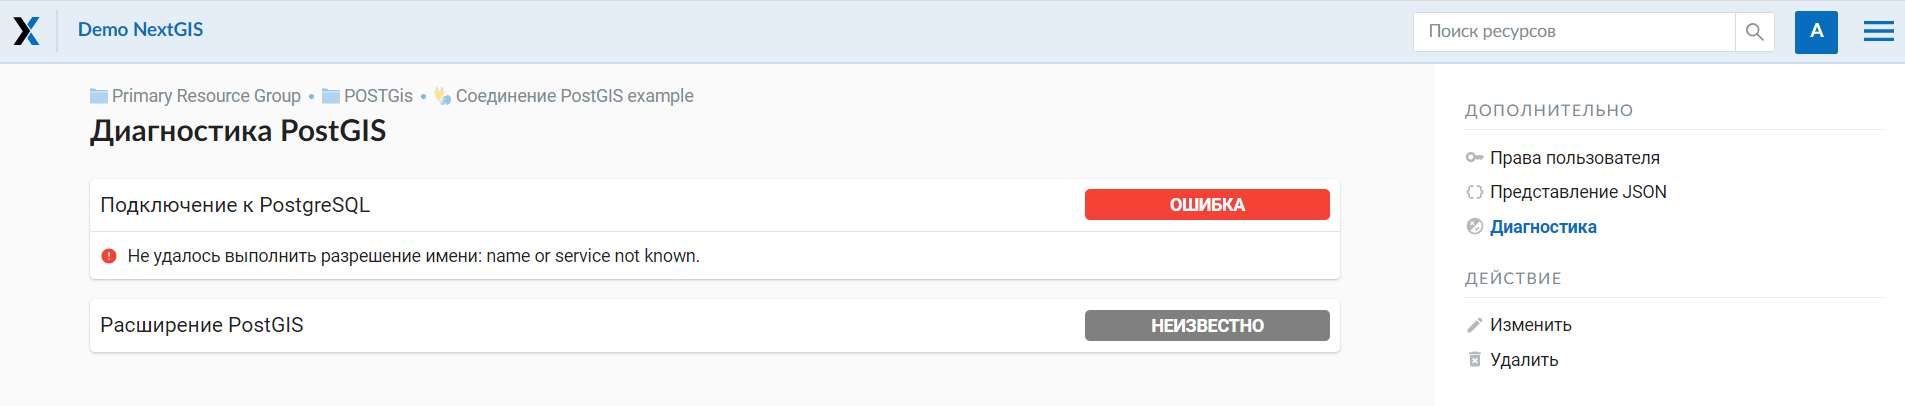 Demo NextGIS
Поиск ресурсов
A
Primary Resource Group • POSTGis • Соединение PostGIS example
Диагностика PostGIS
Подключение к PostgreSQL
ОШИБКА
Не удалось выполнить разрешение имени: name or service not known.
Расширение PostGIS
НЕИЗВЕСТНО
ДОПОЛНИТЕЛЬНО
Права пользователя
Представление JSON
Диагностика
ДЕЙСТВИЕ
Изменить
Удалить